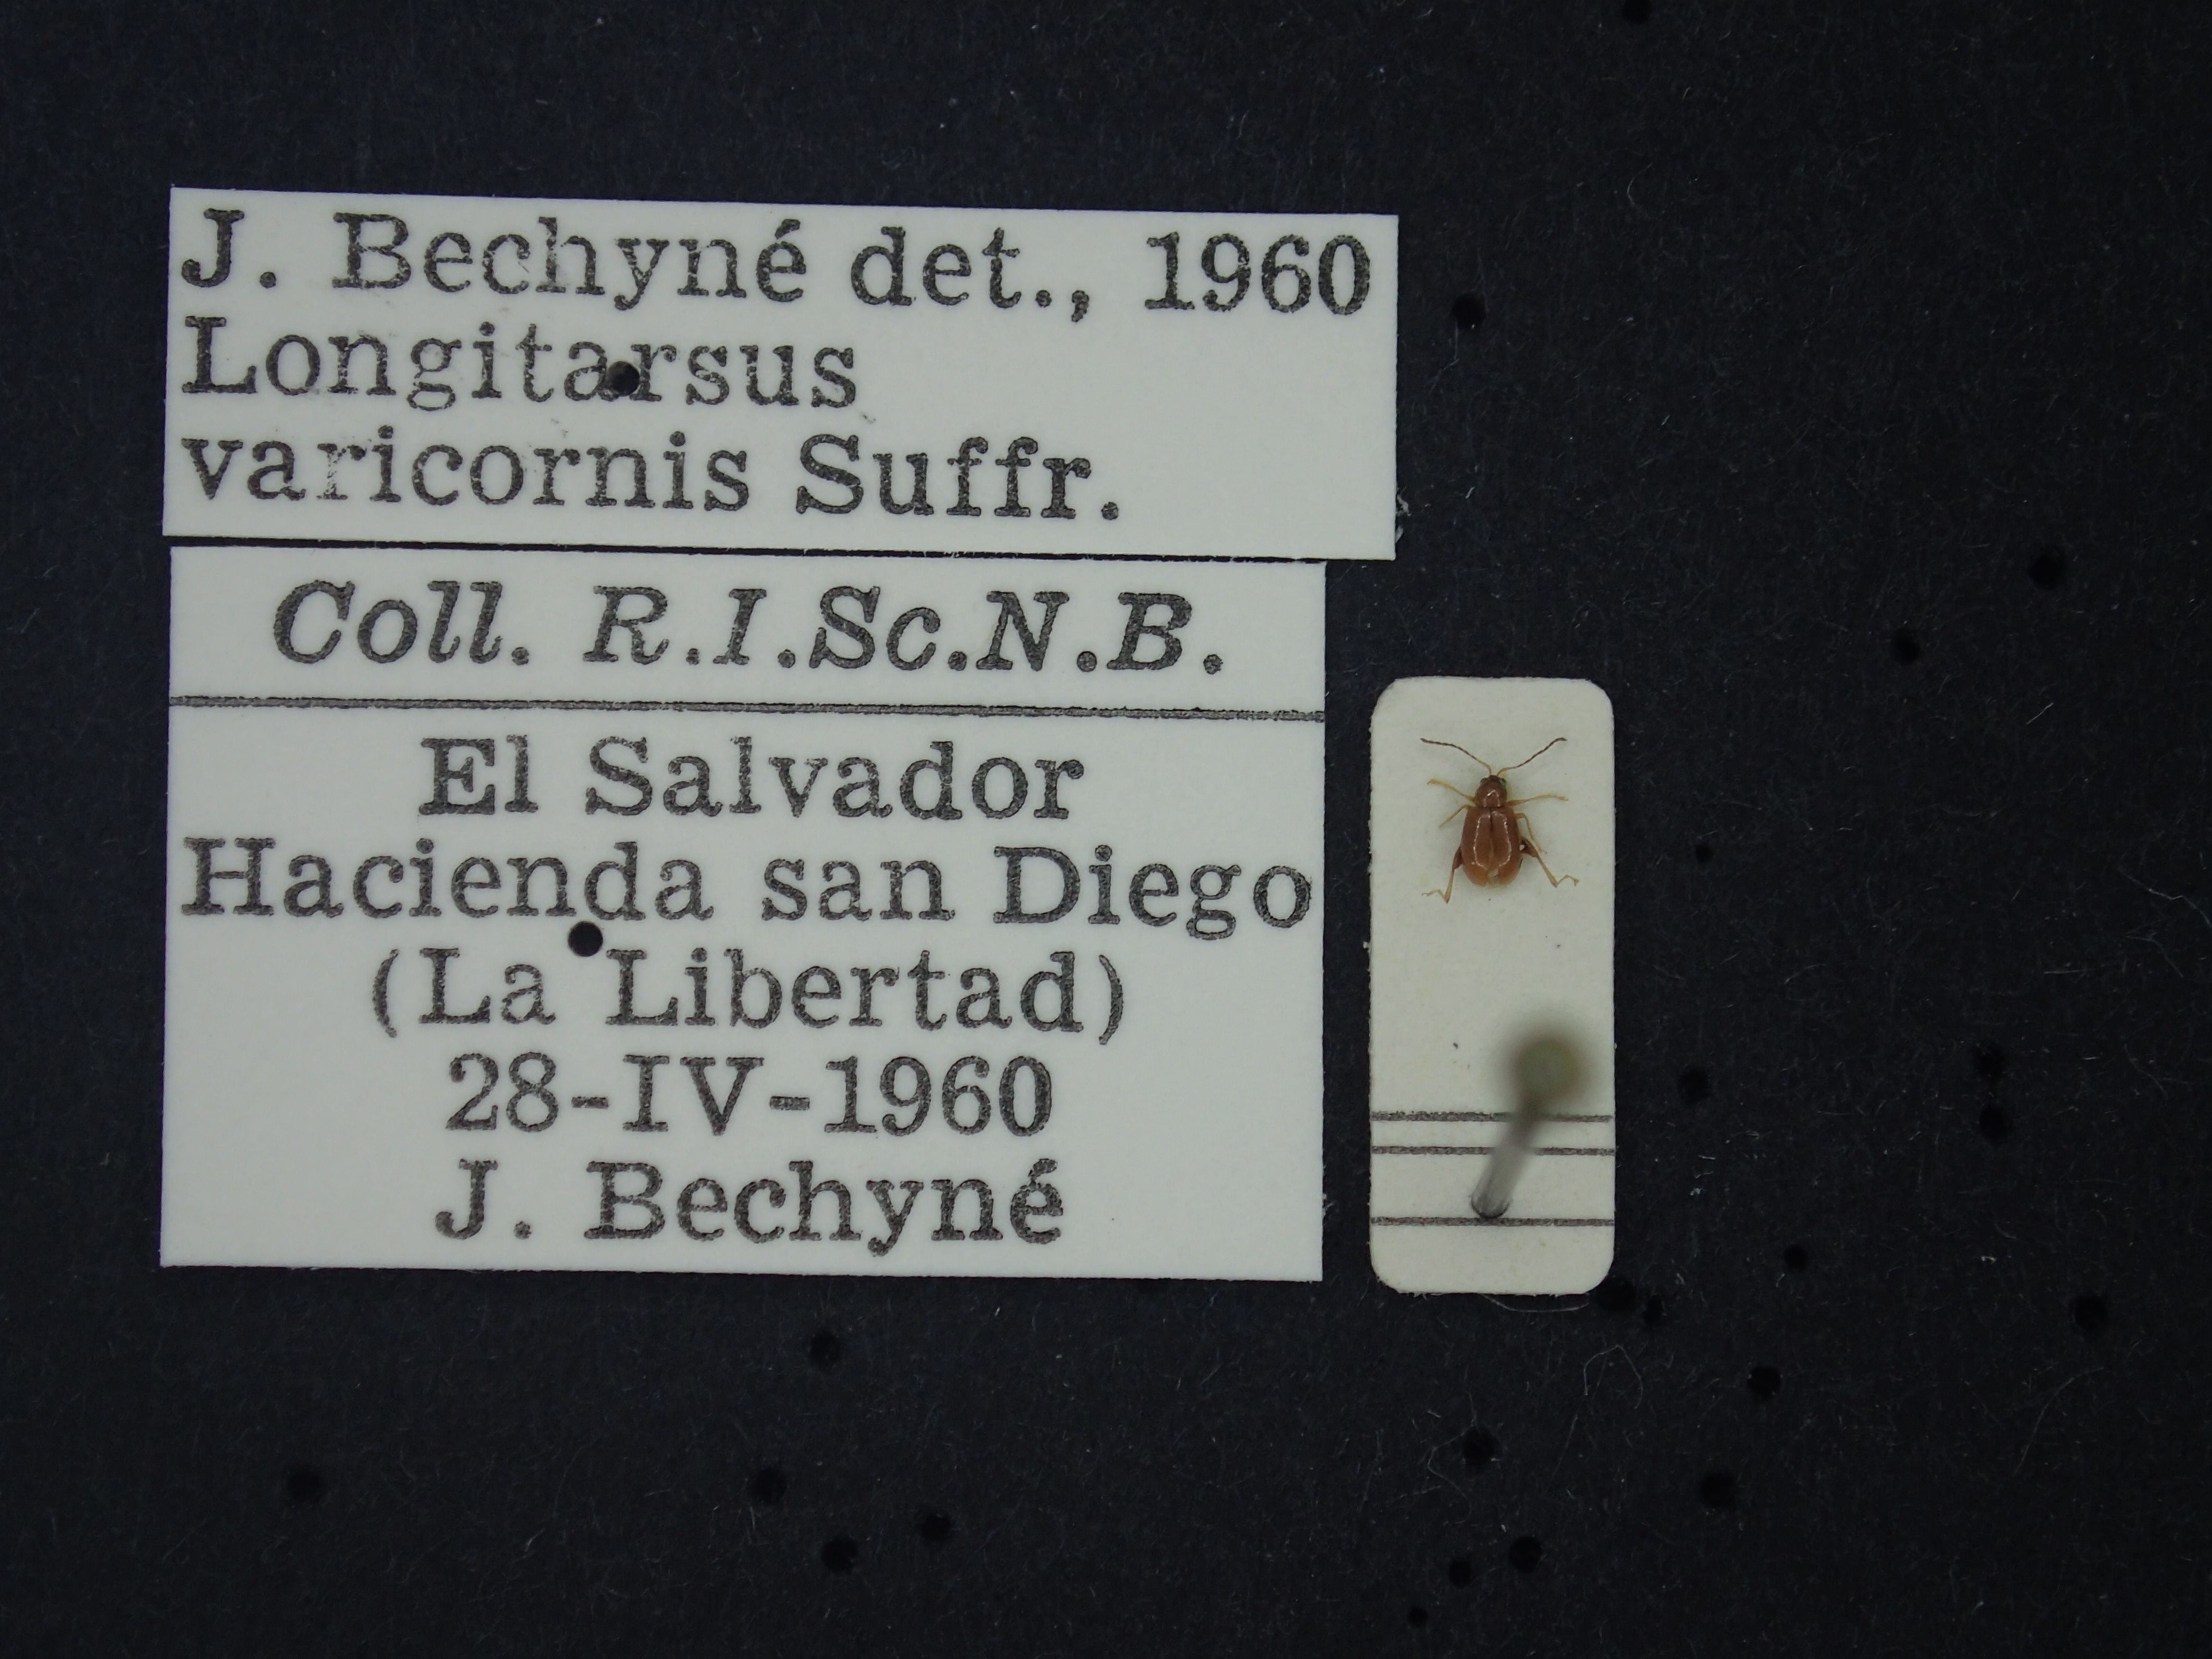 J. Bechyné det., 1960
Longitarsus
varicornis Suffr.
Coll. R.I.Sc.N.B.
El Salvador
Hacienda san Diego
(La Libertad)
28-IV-1960
J. Bechyné